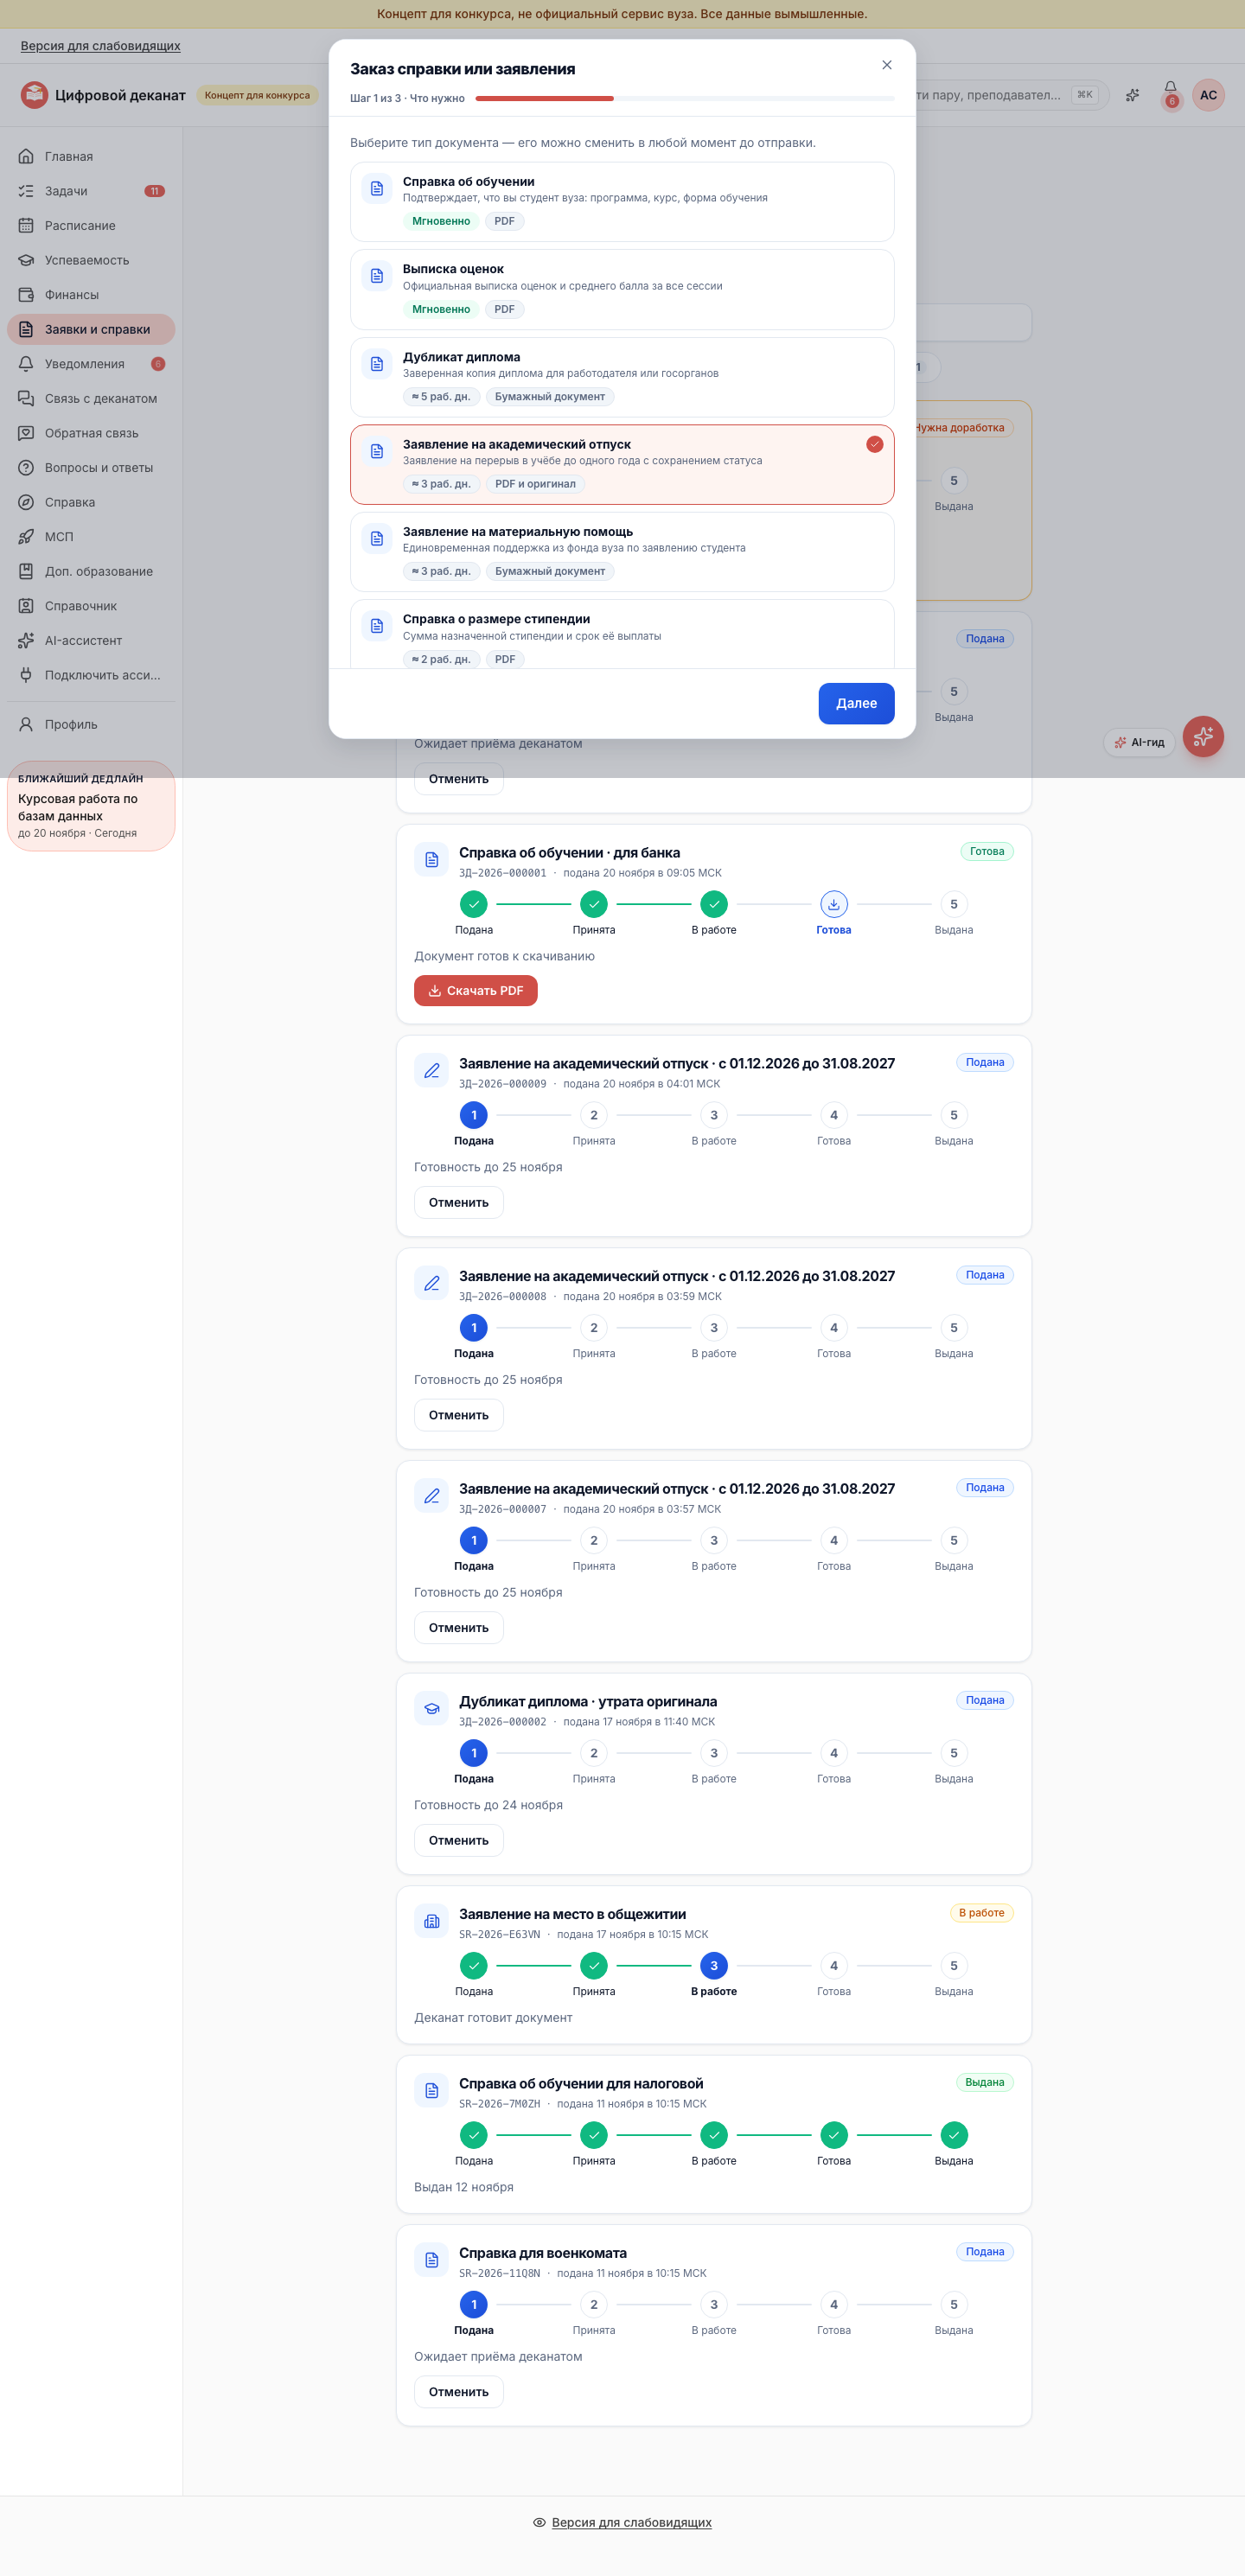 Концепт для конкурса, не официальный сервис вуза. Все данные вымышленные.
Версия для слабовидящих
Цифровой деканат
Концепт для конкурса
ти пару, преподавател...
⌘K
6
АС
Главная
Задачи
11
Расписание
Успеваемость
Финансы
Заявки и справки
Уведомления
6
Связь с деканатом
Обратная связь
Вопросы и ответы
Справка
МСП
Доп. образование
Справочник
AI-ассистент
Подключить асси...
Профиль
БЛИЖАЙШИЙ ДЕДЛАЙН
Курсовая работа по
базам данных
до 20 ноября · Сегодня
Заказ справки или заявления
Шаг 1 из 3 · Что нужно
Выберите тип документа — его можно сменить в любой момент до отправки.
Справка об обучении
Подтверждает, что вы студент вуза: программа, курс, форма обучения
Мгновенно PDF
Выписка оценок
Официальная выписка оценок и среднего балла за все сессии
Мгновенно PDF
Дубликат диплома
Заверенная копия диплома для работодателя или госорганов
≈ 5 раб. дн. Бумажный документ
Заявление на академический отпуск
Заявление на перерыв в учёбе до одного года с сохранением статуса
≈ 3 раб. дн. PDF и оригинал
Заявление на материальную помощь
Единовременная поддержка из фонда вуза по заявлению студента
≈ 3 раб. дн. Бумажный документ
Справка о размере стипендии
Сумма назначенной стипендии и срок её выплаты
≈ 2 раб. дн. PDF
Далее
1
Нужна доработка
5
Выдана
Подана
5
Выдана
AI-гид
Ожидает приёма деканатом
Отменить
Справка об обучении · для банка
Готова
ЗД-2026-000001 · подана 20 ноября в 09:05 МСК
5
Подана Принята В работе Готова Выдана
Документ готов к скачиванию
Скачать PDF
Заявление на академический отпуск · с 01.12.2026 до 31.08.2027
Подана
ЗД-2026-000009 · подана 20 ноября в 04:01 МСК
1 2 3 4 5
Подана Принята В работе Готова Выдана
Готовность до 25 ноября
Отменить
Заявление на академический отпуск · с 01.12.2026 до 31.08.2027
Подана
ЗД-2026-000008 · подана 20 ноября в 03:59 МСК
1 2 3 4 5
Подана Принята В работе Готова Выдана
Готовность до 25 ноября
Отменить
Заявление на академический отпуск · с 01.12.2026 до 31.08.2027
Подана
ЗД-2026-000007 · подана 20 ноября в 03:57 МСК
1 2 3 4 5
Подана Принята В работе Готова Выдана
Готовность до 25 ноября
Отменить
Дубликат диплома · утрата оригинала
Подана
ЗД-2026-000002 · подана 17 ноября в 11:40 МСК
1 2 3 4 5
Подана Принята В работе Готова Выдана
Готовность до 24 ноября
Отменить
Заявление на место в общежитии
В работе
SR-2026-E63VN · подана 17 ноября в 10:15 МСК
3 4 5
Подана Принята В работе Готова Выдана
Деканат готовит документ
Справка об обучении для налоговой
Выдана
SR-2026-7M0ZH · подана 11 ноября в 10:15 МСК
Подана Принята В работе Готова Выдана
Выдан 12 ноября
Справка для военкомата
Подана
SR-2026-11Q8N · подана 11 ноября в 10:15 МСК
1 2 3 4 5
Подана Принята В работе Готова Выдана
Ожидает приёма деканатом
Отменить
Версия для слабовидящих